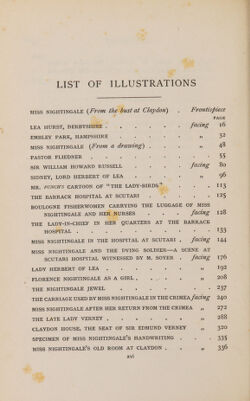 LIST OF ILLUSTRATIONS
MISS NIGHTINGALE (From the bust at Claydon) Frontispiece
PAGE
LEA HURST, DERBYSHIRE . . . . . facing 16
EMBLEY PARK, HAMPSHIRE . . . . . „ 32
MISS NIGHTINGALE (From a drawing) . . . „ 48
PASTOR FLIEDNER . . . . . . 55
SIR WILLIAM HOWARD RUSSELL . . . facing 80
SIDNEY, LORD HERBERT OF LEA . . . . „ 96
MR. PUNCH'S CARTOON OF "THE LADY-BIRDS" . . . 113
THE BARRACK HOSPITAL AT SCUTARI . . . . 125
BOULOGNE FISHERWOMEN CARRYING THE LUGGAGE OF MISS
NIGHTINGALE AND HER NURSES . . facing 128
THE LADY-IN-CHIEF IN HER QUARTERS AT THE BARRACK
HOSPITAL . . . . . . . 133
MISS NIGHTINGALE IN THE HOSPITAL AT SCUTARI . facing 144
MISS NIGHTINGALE AND THE DYING SOLDIER—A SCENE AT
SCUTARI HOSPITAL WITNESSED BY M. SOYER . facing 176
LADY HERBERT OF LEA . . . . . „ 192
FLORENCE NIGHTINGALE AS A GIRL . . . „ 208
THE NIGHTINGALE JEWEL . . . . . 237
THE CARRIAGE USED BY MISS NIGHTINGALE IN THE CRIMEA facing 240
MISS NIGHTINGALE AFTER HER RETURN FROM THE CRIMEA „ 272
THE LATE LADY VERNEY . . . . . „ 288
CLAYDON HOUSE, THE SEAT OF SIR EDMUND VERNEY „ 320
SPECIMEN OF MISS NIGHTINGALE'S HANDWRITING . „ 335
MISS NIGHTINGALE'S OLD ROOM AT CLAYDON . . „ 336
xvi